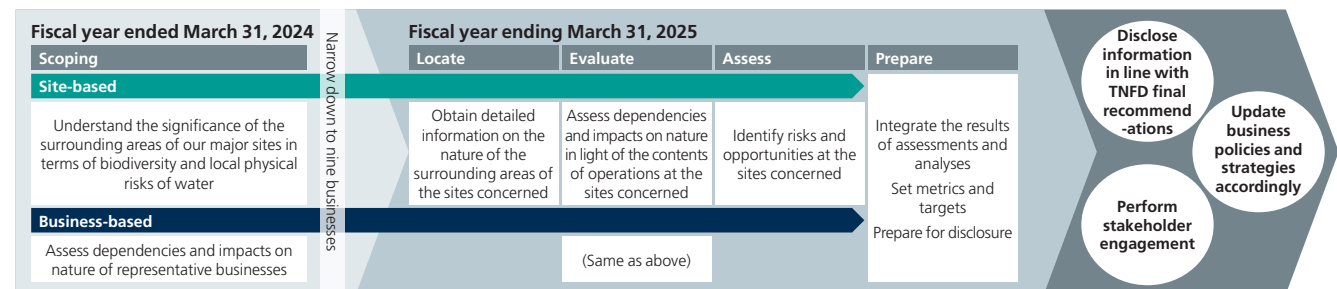 Fiscal year ended March 31, 2024
Scoping
Site-based
Understand the significance of the
surrounding areas of our major sites in
terms of biodiversity and local physical
risks of water
Business-based
Assess dependencies and impacts on
nature of representative businesses
Narrow down to nine businesses
Fiscal year ending March 31, 2025
Locate
Obtain detailed
information on the
nature of the
surrounding areas of
the sites concerned
Evaluate
Assess dependencies
and impacts on nature
in light of the contents
of operations at the
sites concerned
(Same as above)
Assess
Identify risks and
opportunities at the
sites concerned
Prepare
Integrate the results
of assessments and
analyses
Set metrics and
targets
Prepare for disclosure
Disclose
information
in line with
TNFD final
recommend
-ations
Perform
stakeholder
engagement
Update
business
policies and
strategies
accordingly